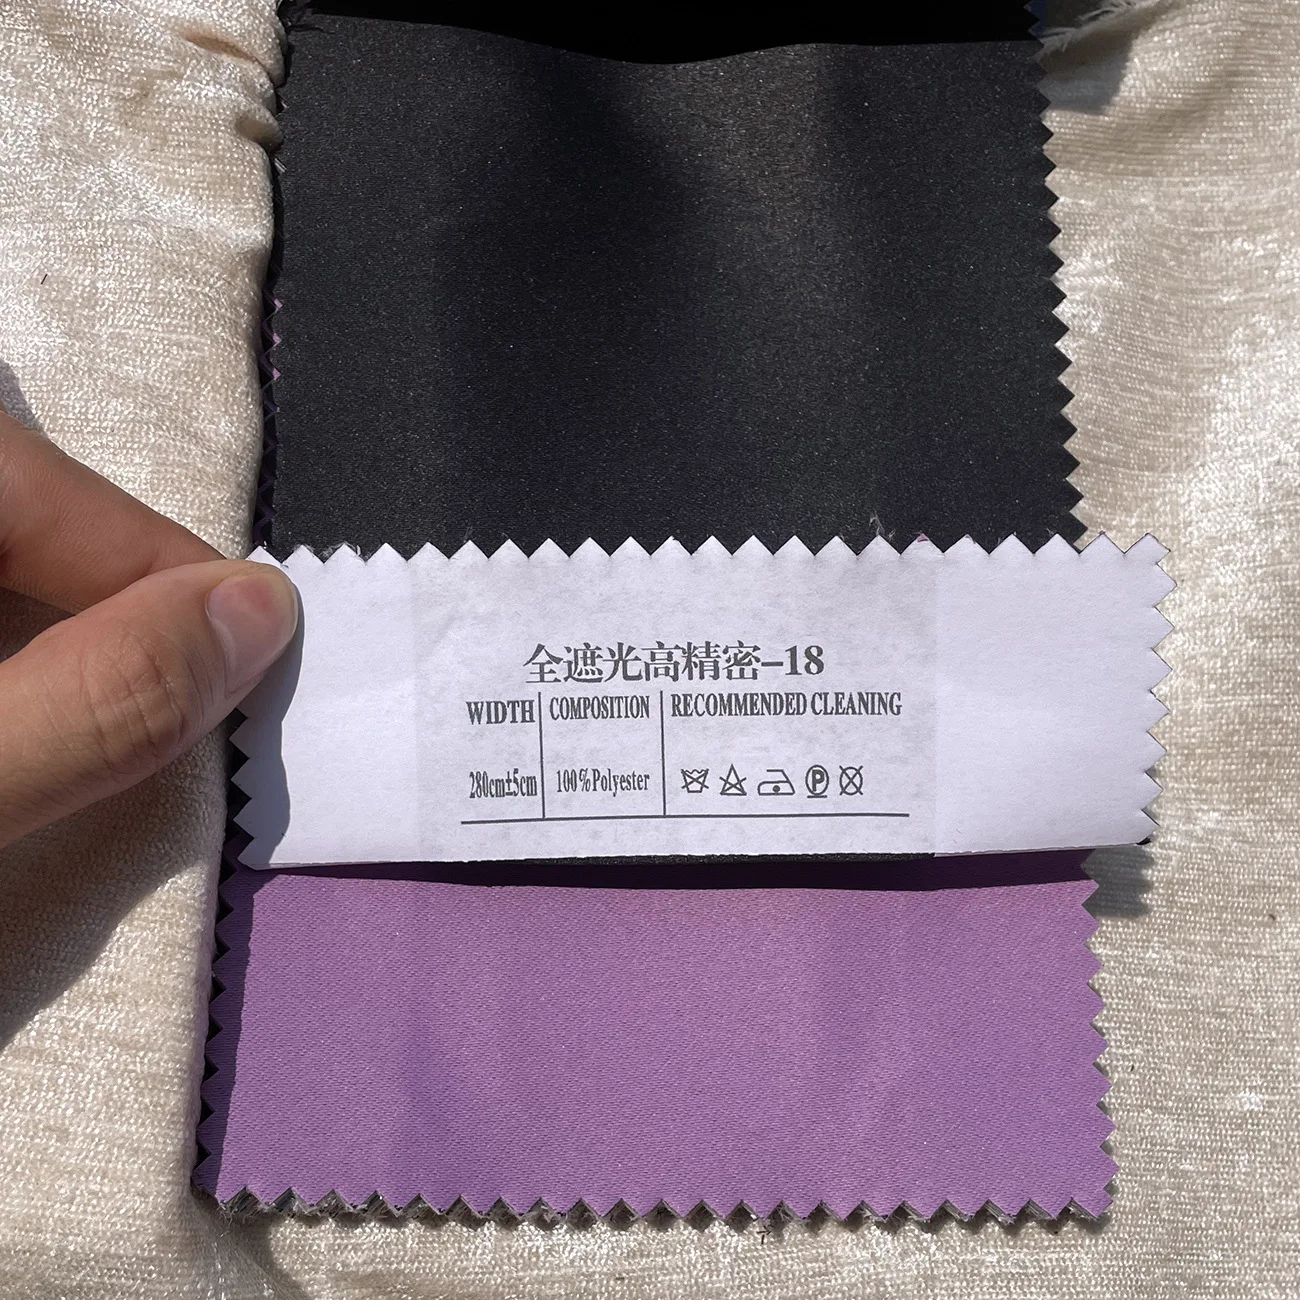 全遮光高精密-18
WIDTH COMPOSITION RECOMMENDED CLEANING
280cm±5cm 100%Polyester P